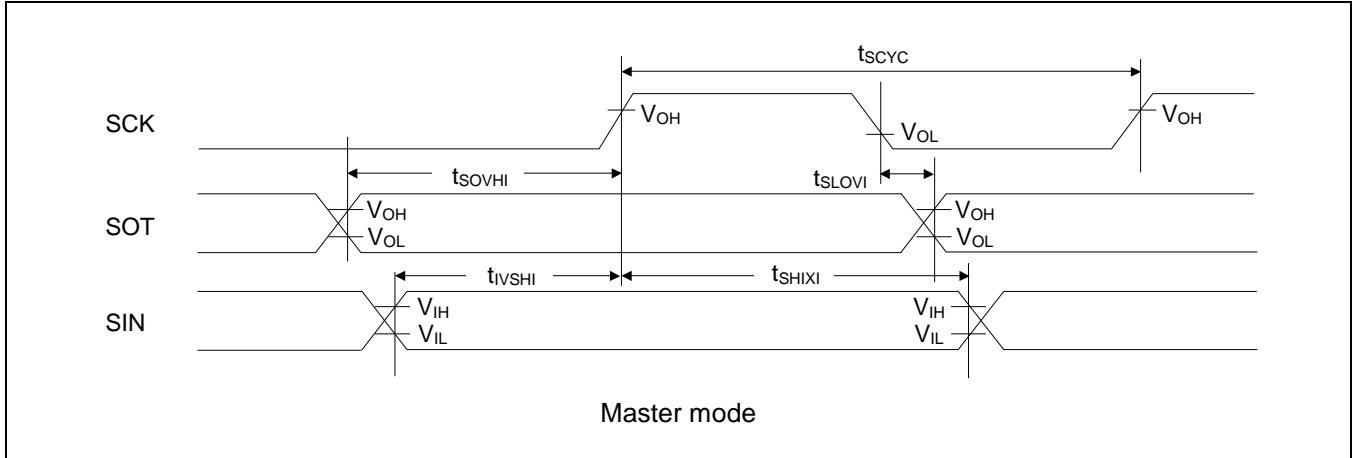 tSCYC
SCK
VOH
VOL
VOH
tSOVHI
tSLOVI
SOT
VOH
VOL
VOH
VOL
tIVSHI
tSHIXI
SIN
VIH
VIL
VIH
VIL
Master mode